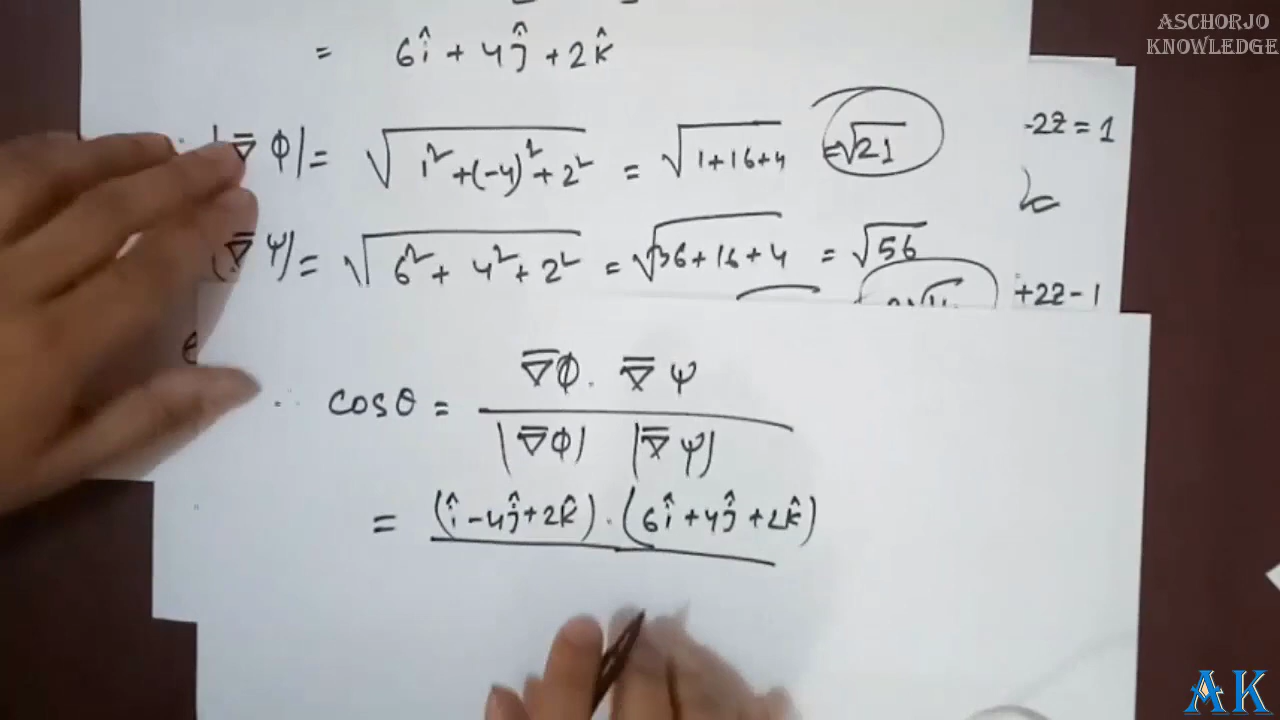 ASCHORJO
KNOWLEDGE
= 6î + 4ĵ + 2k̂
|∇̅ φ| = √(1² + (-4)² + 2²) = √(1+16+4) = √21
|∇̅ ψ| = √(6² + 4² + 2²) = √(36+16+4) = √56
-2z = 1
+2z - 1
∴ cosθ = (∇̅φ . ∇̅ψ) / (|∇̅φ| |∇̅ψ|)
= (î - 4ĵ + 2k̂) . (6î + 4ĵ + 2k̂)
AK